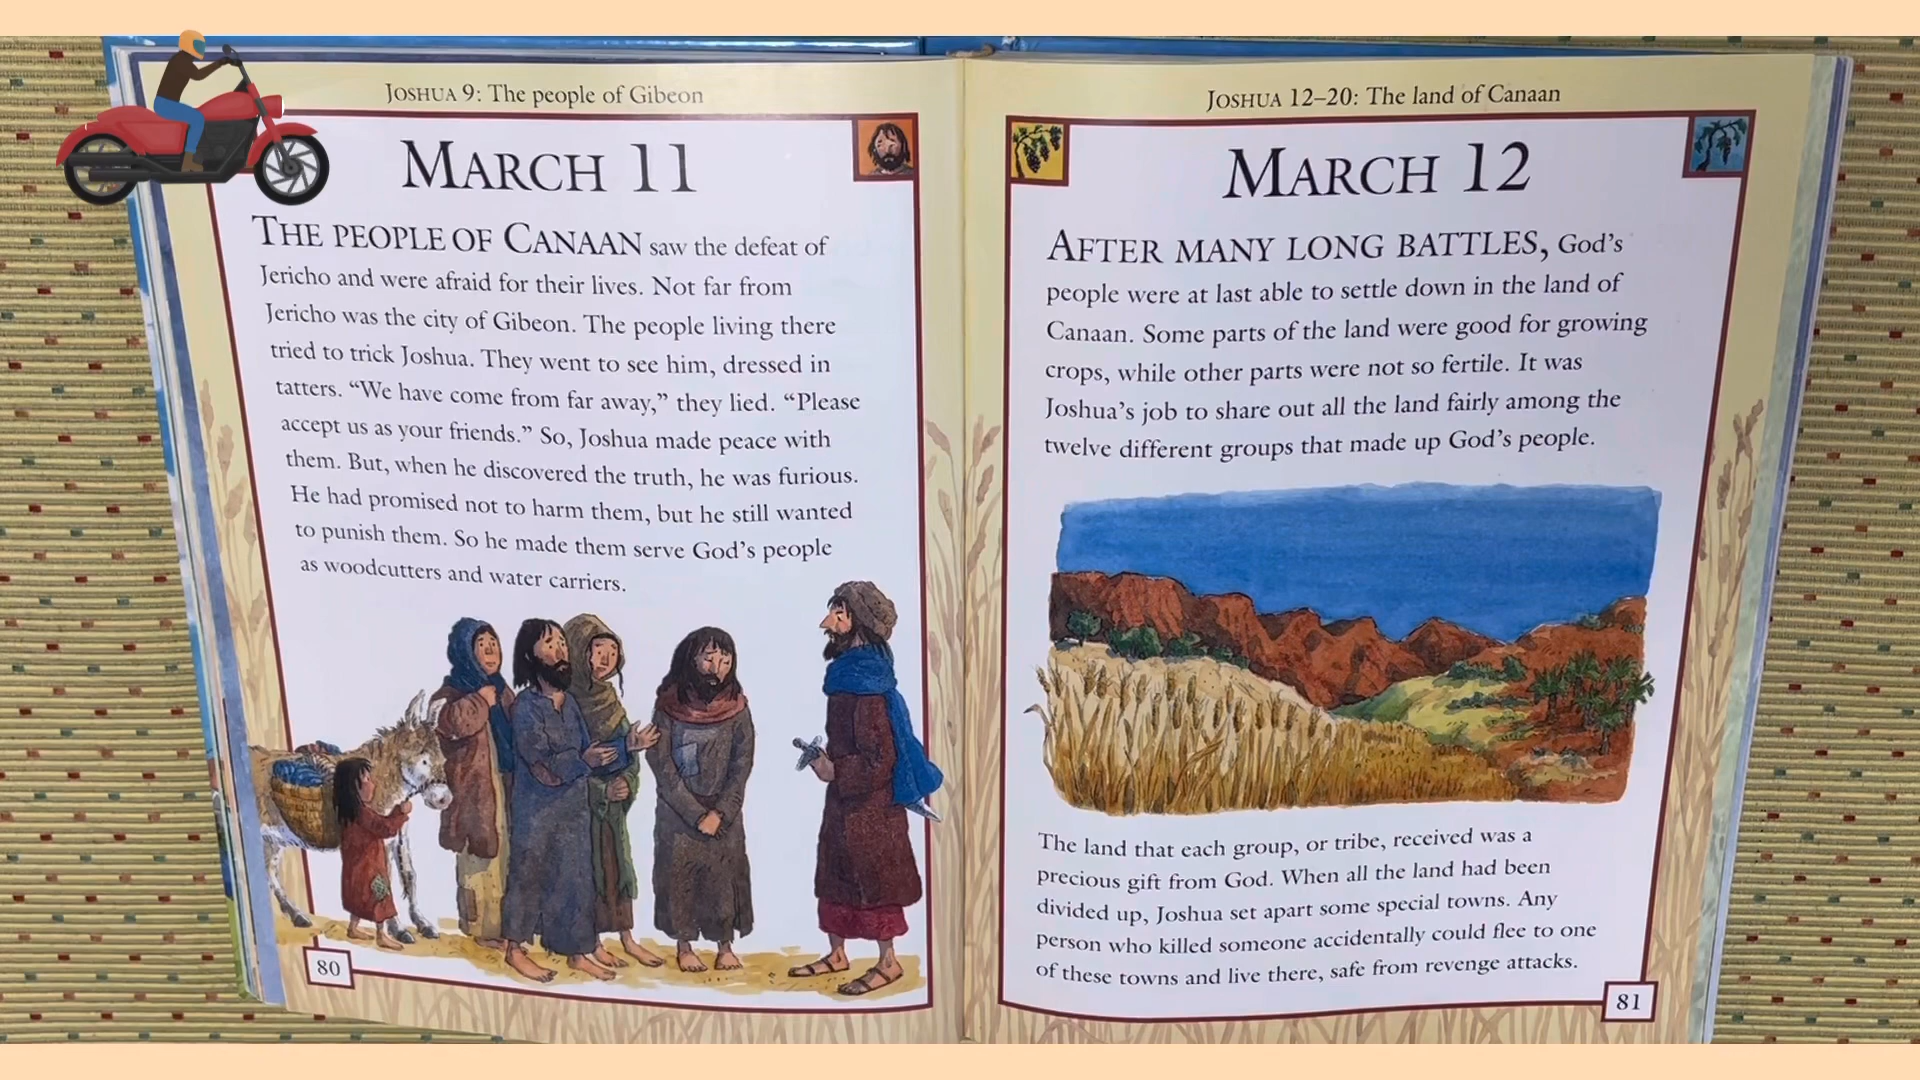 JOSHUA 9: The people of Gibeon
MARCH 11
THE PEOPLE OF CANAAN saw the defeat of
Jericho and were afraid for their lives. Not far from
Jericho was the city of Gibeon. The people living there
tried to trick Joshua. They went to see him, dressed in
tatters. “We have come from far away,” they lied. “Please
accept us as your friends.” So, Joshua made peace with
them. But, when he discovered the truth, he was furious.
He had promised not to harm them, but he still wanted
to punish them. So he made them serve God’s people
as woodcutters and water carriers.
80
JOSHUA 12–20: The land of Canaan
MARCH 12
AFTER MANY LONG BATTLES, God’s
people were at last able to settle down in the land of
Canaan. Some parts of the land were good for growing
crops, while other parts were not so fertile. It was
Joshua’s job to share out all the land fairly among the
twelve different groups that made up God’s people.
The land that each group, or tribe, received was a
precious gift from God. When all the land had been
divided up, Joshua set apart some special towns. Any
person who killed someone accidentally could flee to one
of these towns and live there, safe from revenge attacks.
81